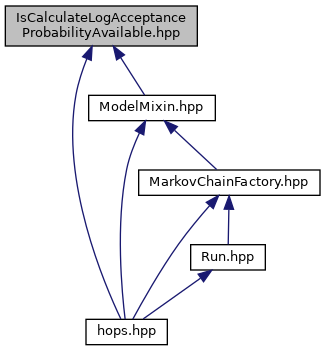 IsCalculateLogAcceptance
ProbabilityAvailable.hpp
ModelMixin.hpp
MarkovChainFactory.hpp
Run.hpp
hops.hpp